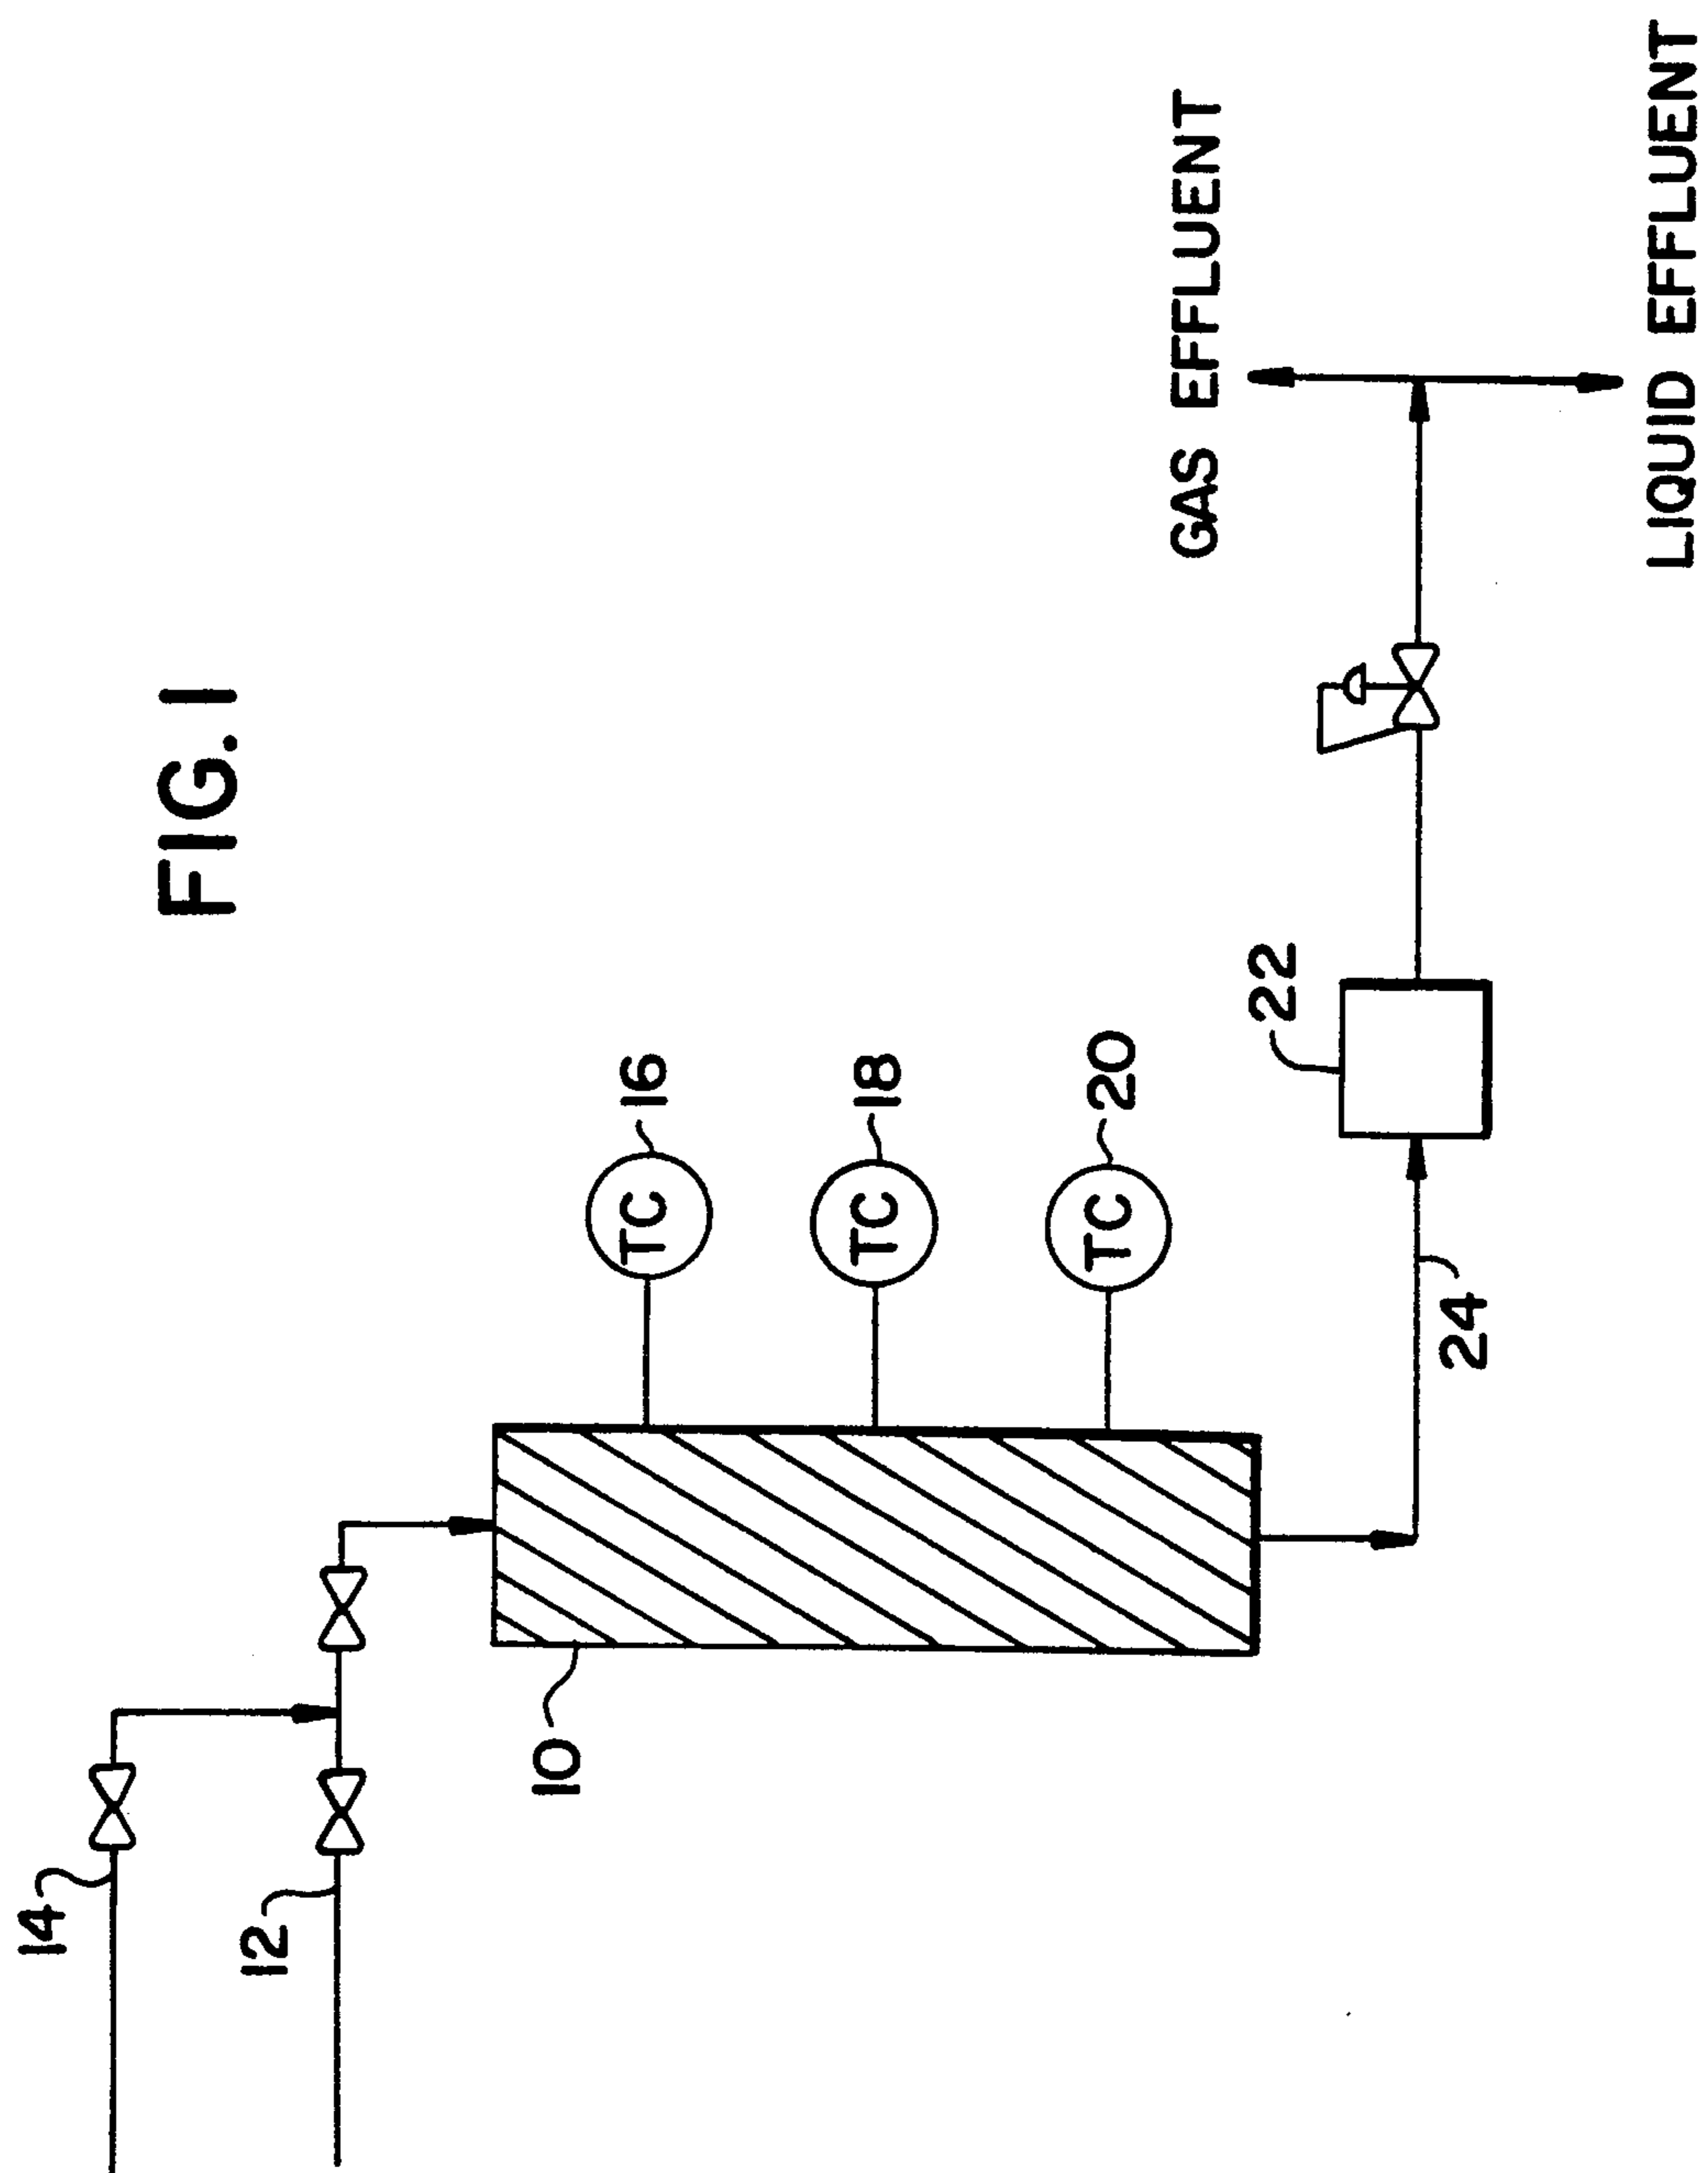 FIG. 1
14
12
10
TC
16
TC
18
TC
20
22
24
GAS EFFLUENT
LIQUID EFFLUENT